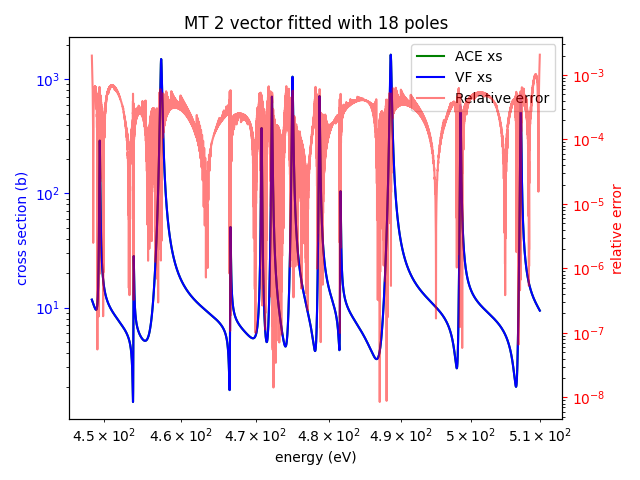 MT 2 vector fitted with 18 poles
ACE xs
VF xs
Relative error
10³
10²
10¹
cross section (b)
10⁻³
10⁻⁴
10⁻⁵
10⁻⁶
10⁻⁷
10⁻⁸
relative error
4.5 × 10² 4.6 × 10² 4.7 × 10² 4.8 × 10² 4.9 × 10² 5 × 10² 5.1 × 10²
energy (eV)